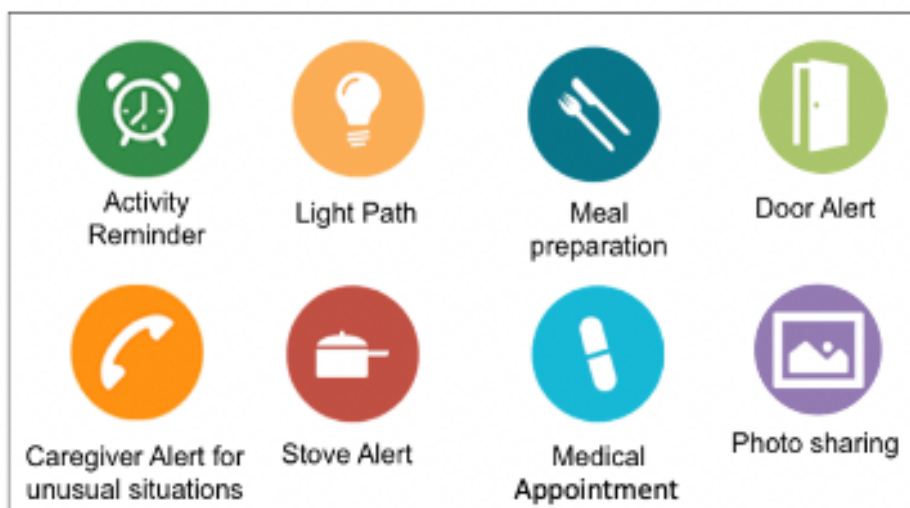 Activity
Reminder
Light Path
Meal
preparation
Door Alert
Caregiver Alert for
unusual situations
Stove Alert
Medical
Appointment
Photo sharing